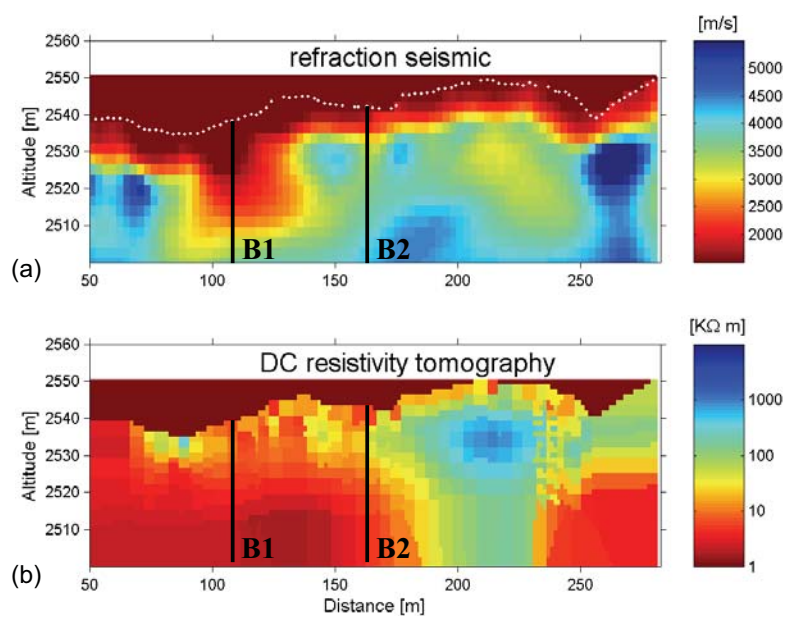 [m/s]
2560
refraction seismic
2550
2540
2530
2520
2510
Altitude [m]
5000
4500
4000
3500
3000
2500
2000
B1
B2
(a)
50
100
150
200
250
[KΩ m]
2560
DC resistivity tomography
2550
2540
2530
2520
2510
Altitude [m]
1000
100
10
1
B1
B2
(b)
50
100
150
200
250
Distance [m]